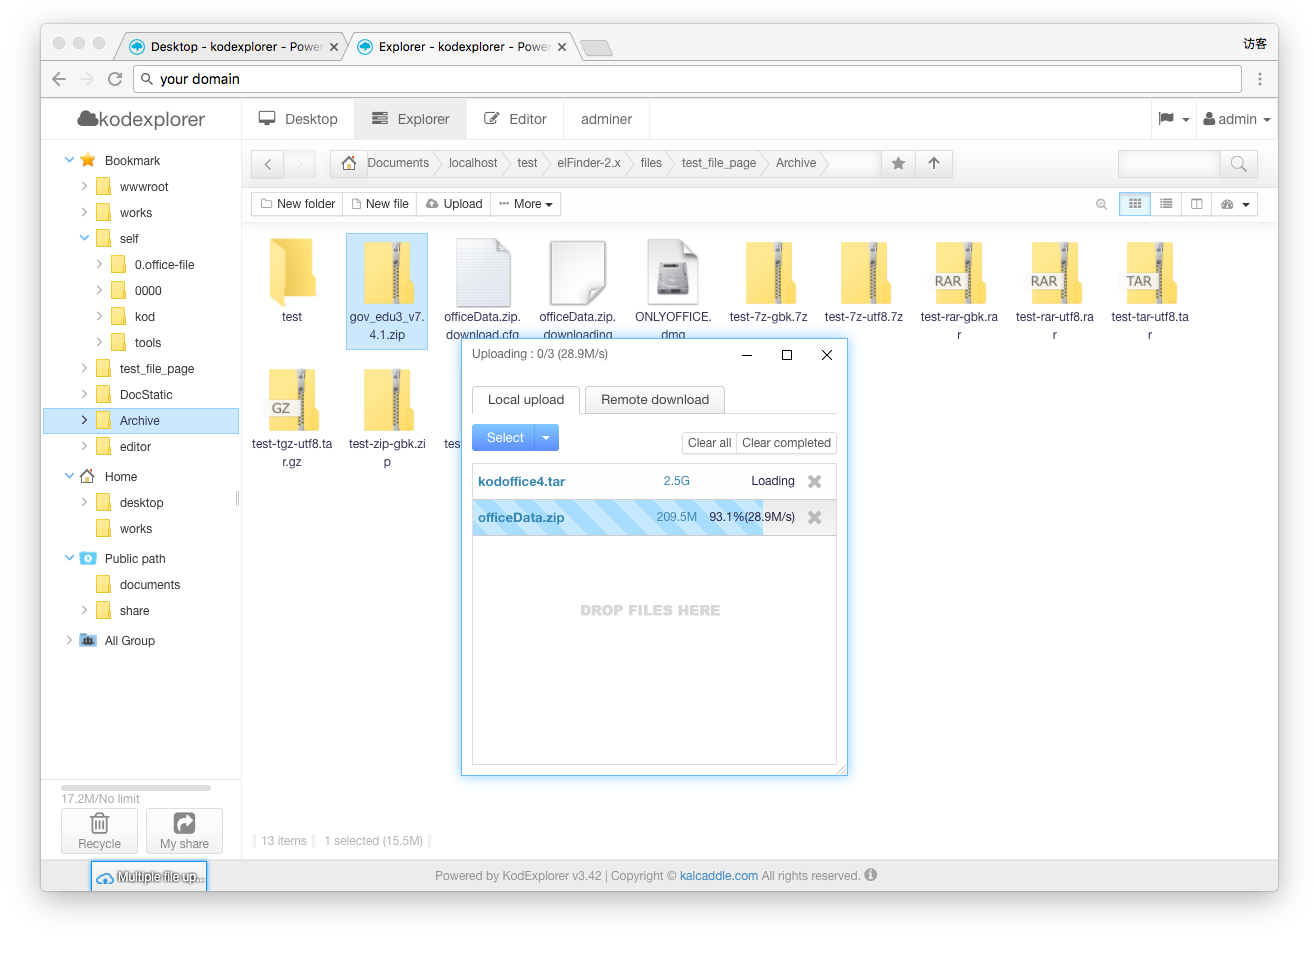 Desktop - kodexplorer - Power
Explorer - kodexplorer - Power
访客
your domain
kodexplorer
Desktop
Explorer
Editor
adminer
admin
Bookmark
wwwroot
works
self
0.office-file
0000
kod
tools
test_file_page
DocStatic
Archive
editor
Home
desktop
works
Public path
documents
share
All Group
17.2M/No limit
Recycle
My share
Documents
localhost
test
elFinder-2.x
files
test_file_page
Archive
New folder
New file
Upload
More
test
gov_edu3_v7.
4.1.zip
officeData.zip.
download.cfg
officeData.zip.
downloading
ONLYOFFICE.
dmg
test-7z-gbk.7z
test-7z-utf8.7z
RAR
test-rar-gbk.ra
r
RAR
test-rar-utf8.ra
r
TAR
test-tar-utf8.ta
r
GZ
test-tgz-utf8.ta
r.gz
test-zip-gbk.zi
p
Uploading : 0/3 (28.9M/s)
Local upload
Remote download
Select
Clear all
Clear completed
kodoffice4.tar 2.5G Loading
officeData.zip 209.5M 93.1%(28.9M/s)
DROP FILES HERE
13 items
1 selected (15.5M)
Multiple file up...
Powered by KodExplorer v3.42 | Copyright © kalcaddle.com All rights reserved.